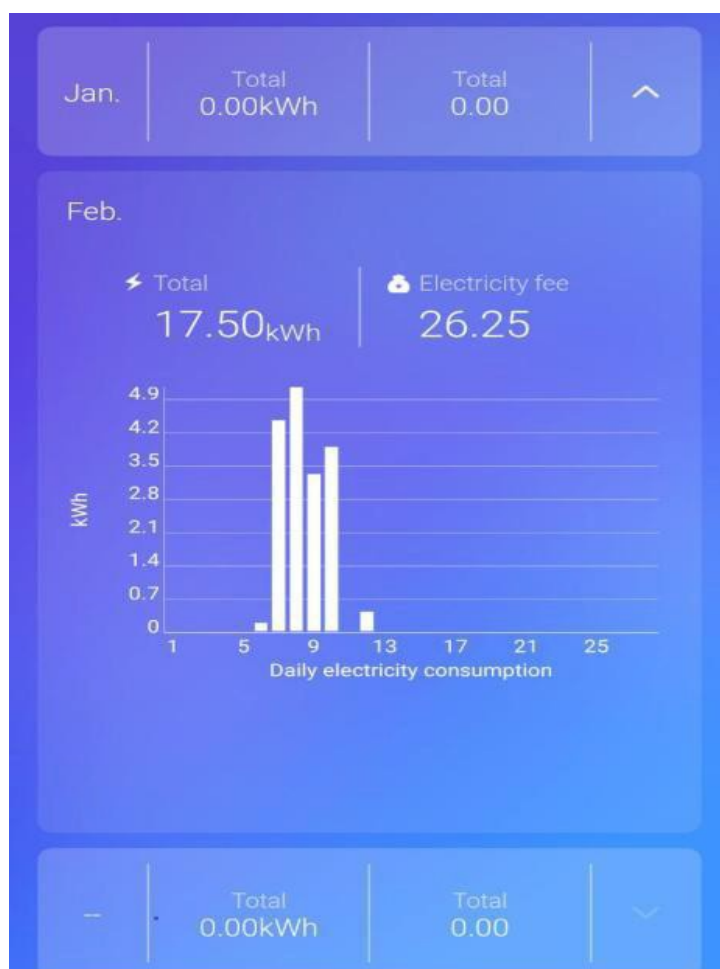 Jan.
Total
0.00kWh
Total
0.00
Feb.
Total
17.50kWh
Electricity fee
26.25
4.9
4.2
3.5
2.8
2.1
1.4
0.7
0
kWh
1 5 9 13 17 21 25
Daily electricity consumption
--
Total
0.00kWh
Total
0.00